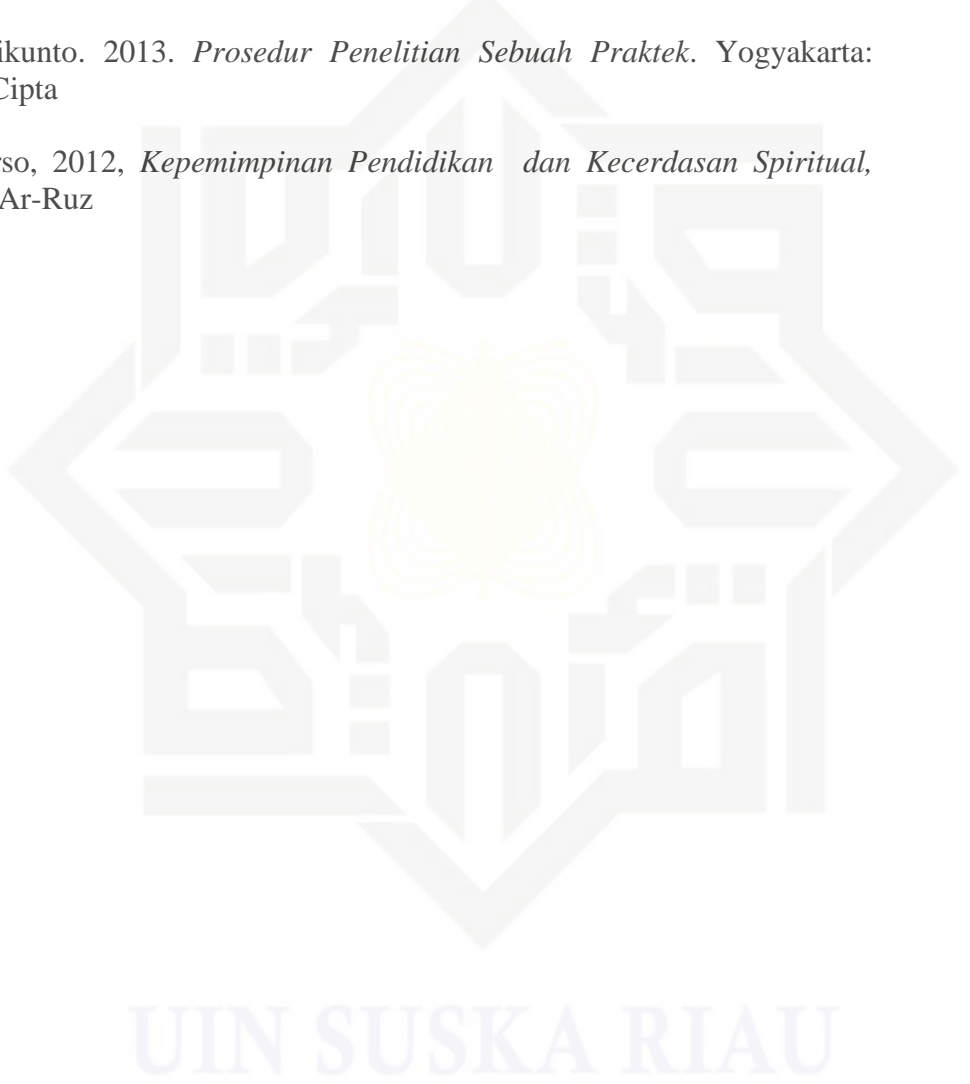 ikunto. 2013. Prosedur Penelitian Sebuah Praktek. Yogyakarta:
Cipta
rso, 2012, Kepemimpinan Pendidikan dan Kecerdasan Spiritual,
Ar-Ruz
UIN SUSKA RIAU